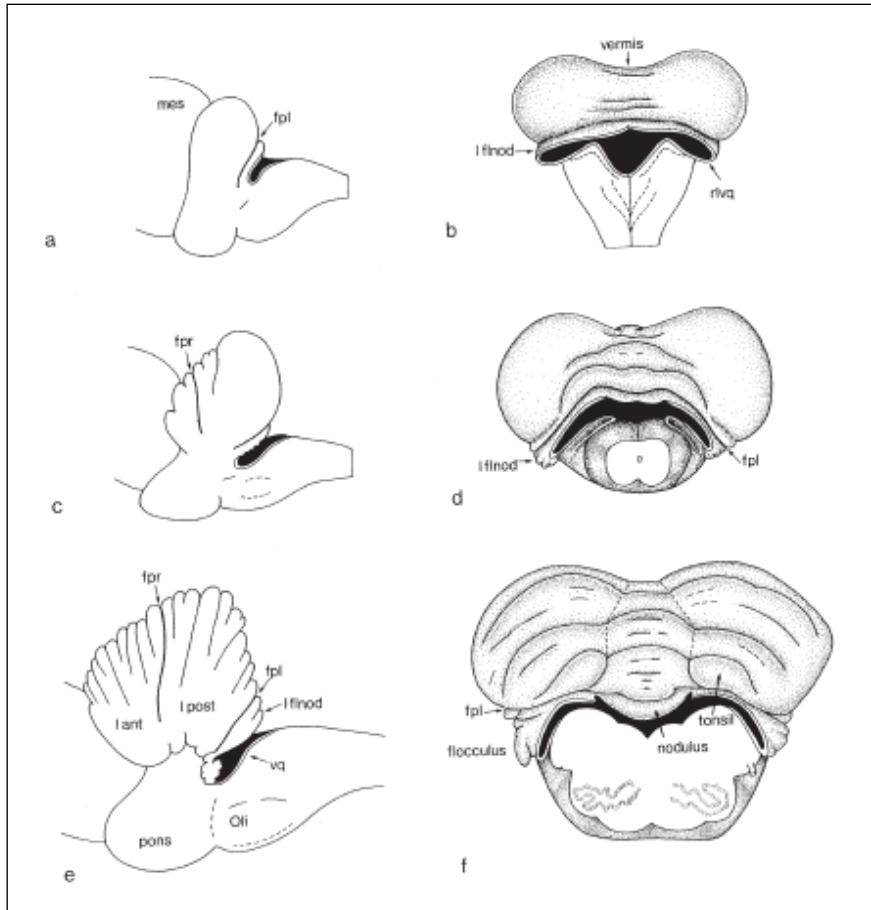 mes
fpl
a
vermis
l flnod
rlvq
b
fpr
c
l flnod
fpl
d
fpr
fpl
l flnod
l ant
l post
vq
Oli
pons
e
fpl
flocculus
tonsil
nodulus
f